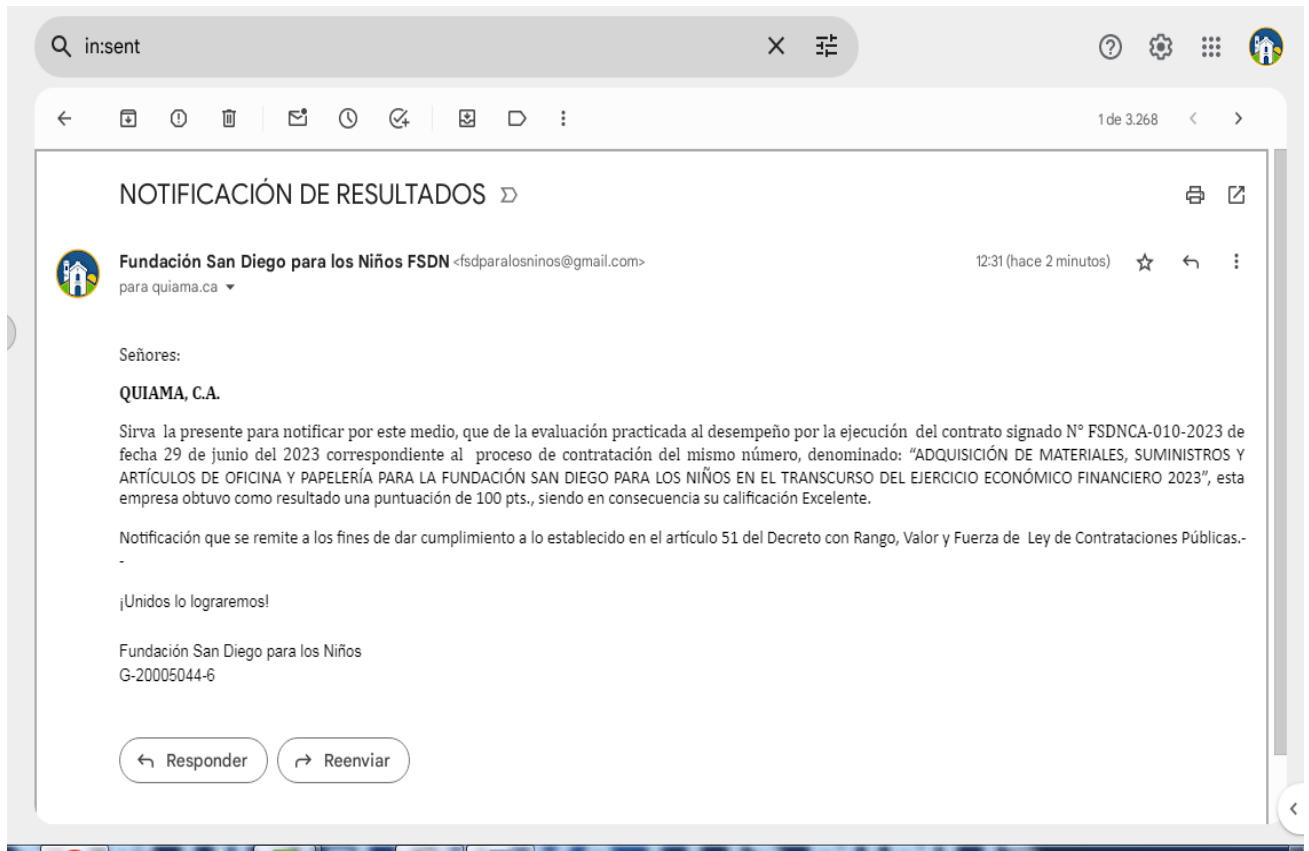 in:sent
1 de 3.268
NOTIFICACIÓN DE RESULTADOS
Fundación San Diego para los Niños FSDN <fsdparalosninos@gmail.com>
12:31 (hace 2 minutos)
para quiama.ca
Señores:
QUIAMA, C.A.
Sirva la presente para notificar por este medio, que de la evaluación practicada al desempeño por la ejecución del contrato signado N° FSDNCA-010-2023 de
fecha 29 de junio del 2023 correspondiente al proceso de contratación del mismo número, denominado: “ADQUISICIÓN DE MATERIALES, SUMINISTROS Y
ARTÍCULOS DE OFICINA Y PAPELERÍA PARA LA FUNDACIÓN SAN DIEGO PARA LOS NIÑOS EN EL TRANSCURSO DEL EJERCICIO ECONÓMICO FINANCIERO 2023”, esta
empresa obtuvo como resultado una puntuación de 100 pts., siendo en consecuencia su calificación Excelente.
Notificación que se remite a los fines de dar cumplimiento a lo establecido en el artículo 51 del Decreto con Rango, Valor y Fuerza de Ley de Contrataciones Públicas.-
-
¡Unidos lo lograremos!
Fundación San Diego para los Niños
G-20005044-6
Responder
Reenviar